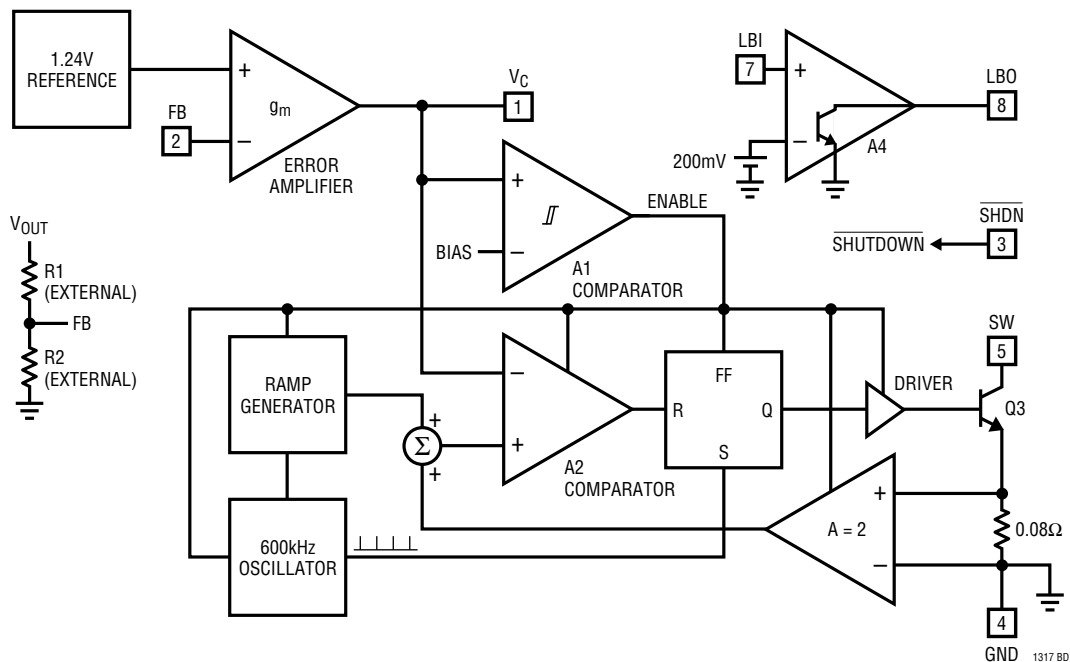 1.24V
REFERENCE
FB
2
+
gm
−
ERROR
AMPLIFIER
VC
1
LBI
7
+
−
200mV
A4
LBO
8
SHDN
3
SHUTDOWN
VOUT
R1
(EXTERNAL)
FB
R2
(EXTERNAL)
+
BIAS
−
ENABLE
A1
COMPARATOR
RAMP
GENERATOR
+
Σ
+
−
+
A2
COMPARATOR
FF
R
Q
S
DRIVER
SW
5
Q3
600kHz
OSCILLATOR
A = 2
+
−
0.08Ω
4
GND
1317 BD